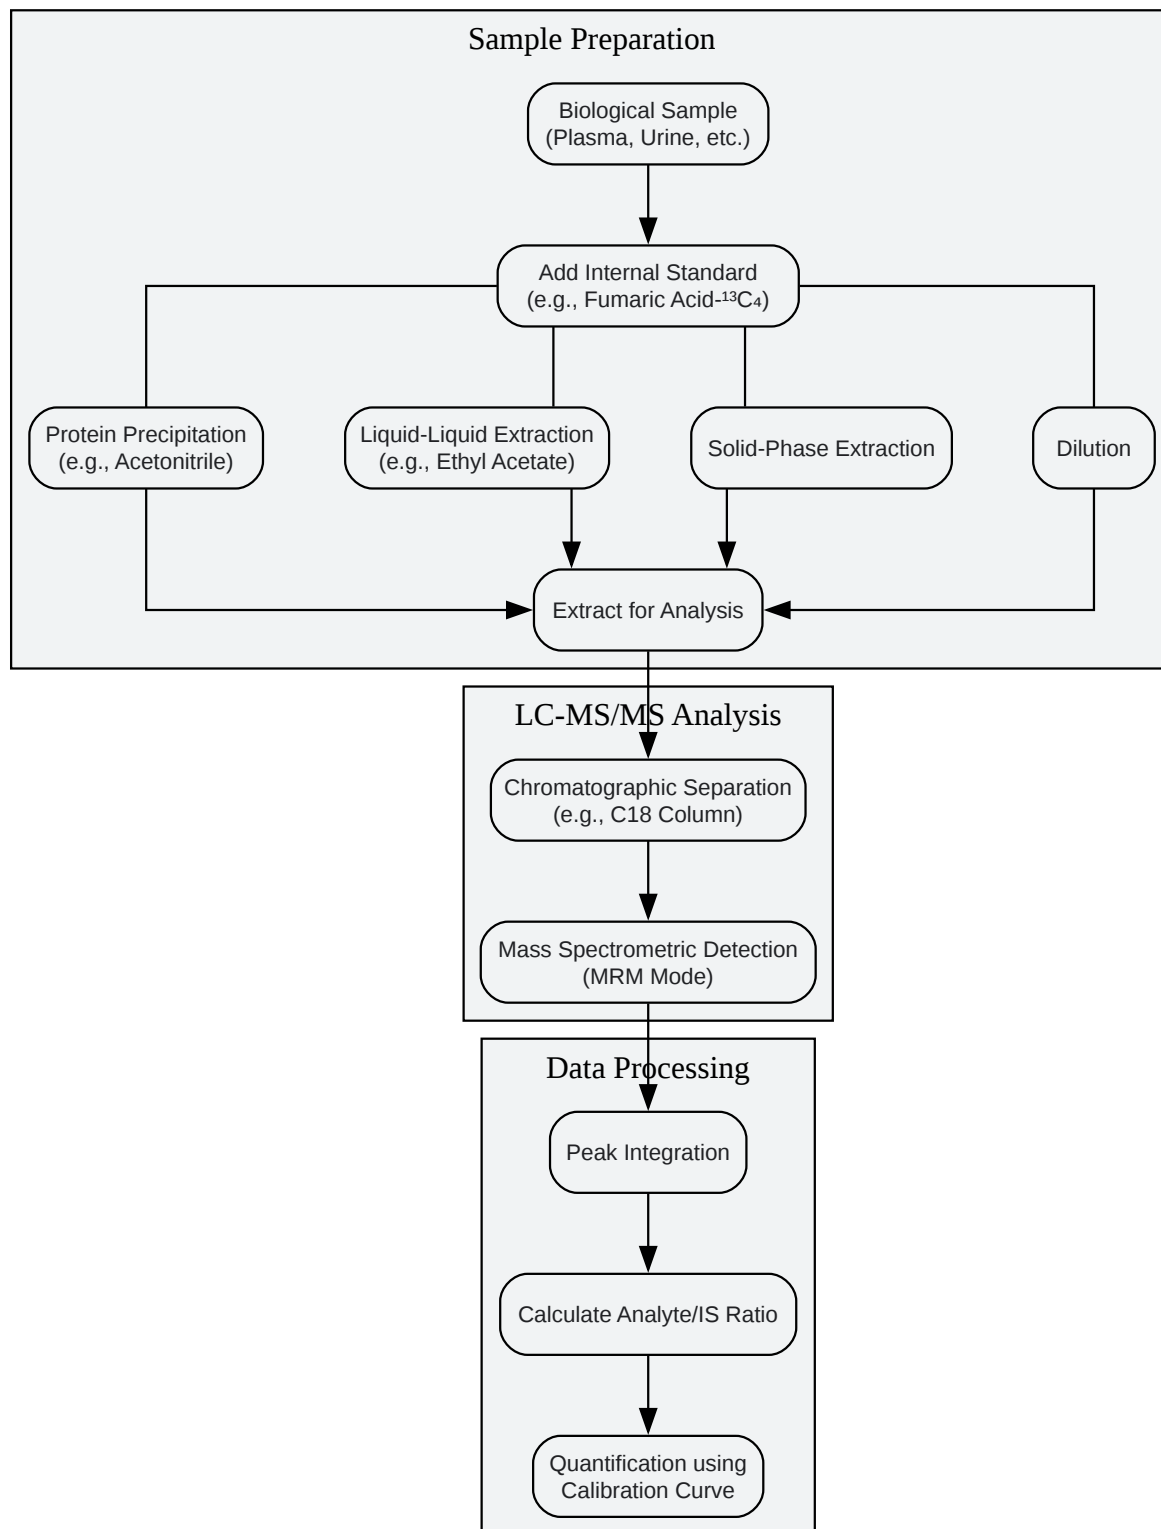 Sample Preparation
Biological Sample
(Plasma, Urine, etc.)
Add Internal Standard
(e.g., Fumaric Acid-¹³C₄)
Protein Precipitation
(e.g., Acetonitrile)
Liquid-Liquid Extraction
(e.g., Ethyl Acetate)
Solid-Phase Extraction
Dilution
Extract for Analysis
LC-MS/MS Analysis
Chromatographic Separation
(e.g., C18 Column)
Mass Spectrometric Detection
(MRM Mode)
Data Processing
Peak Integration
Calculate Analyte/IS Ratio
Quantification using
Calibration Curve